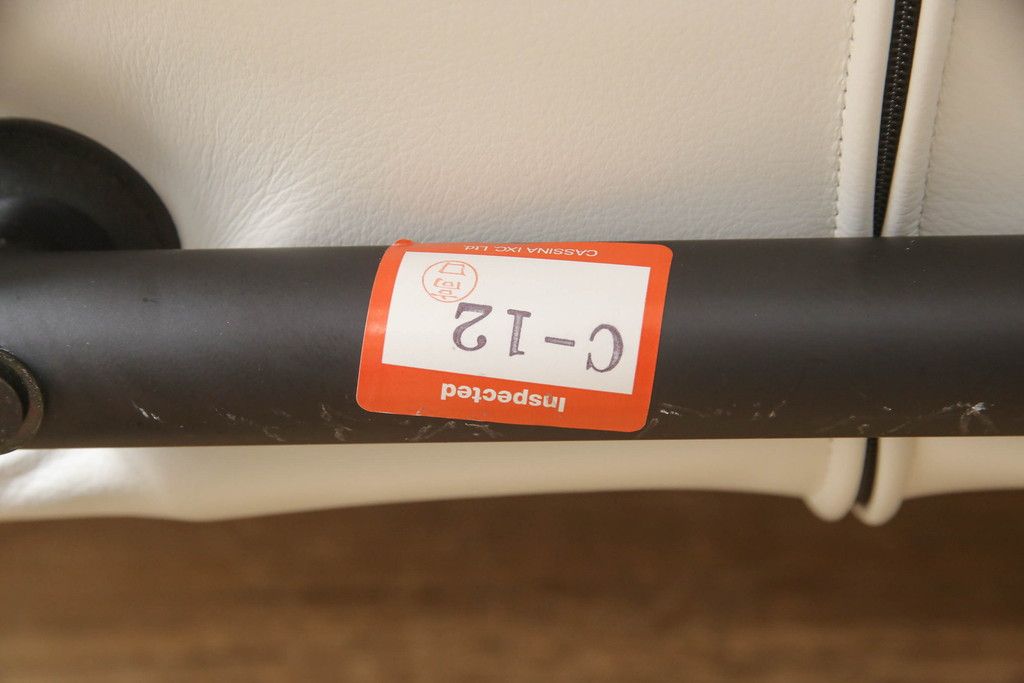 Inspected
C-12
CASSINA IXC. Ltd.